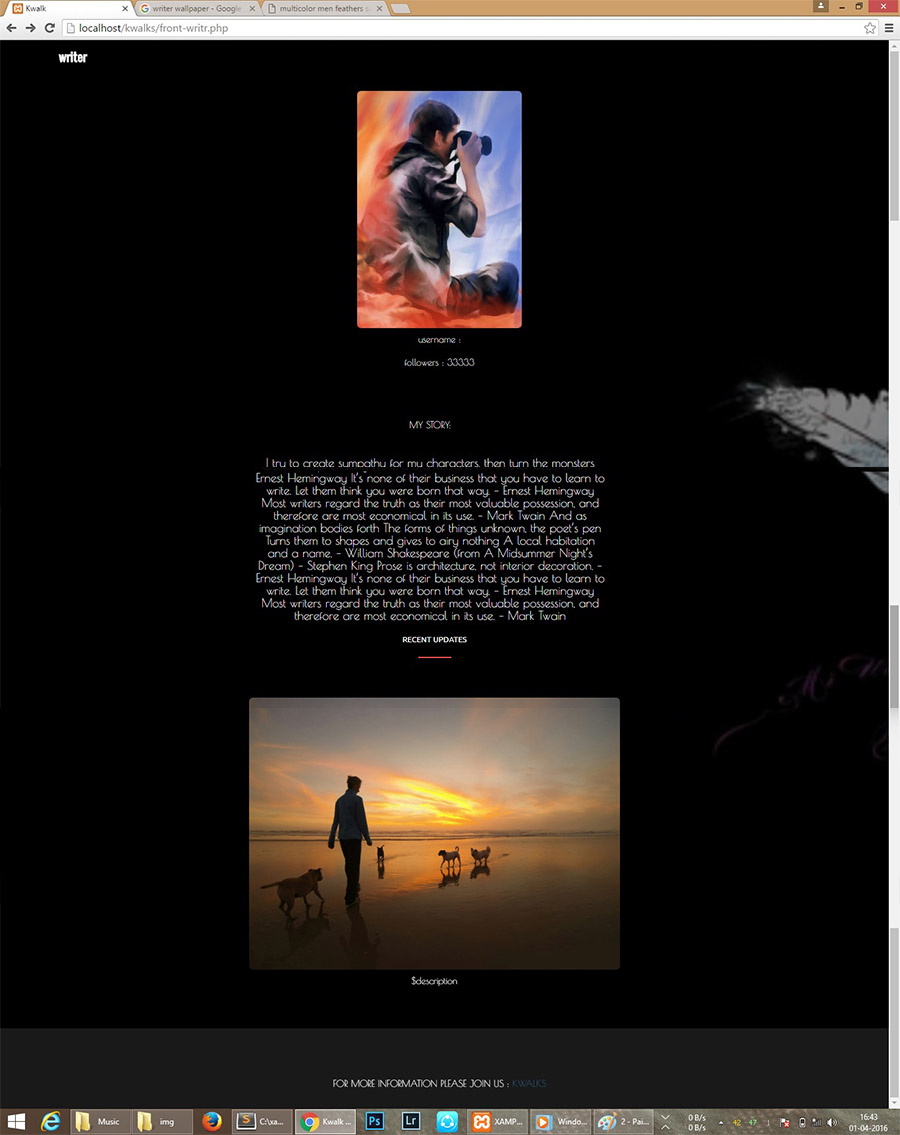 Kwalk
writer wallpaper - Google
multicolor men feathers s
localhost/kwalks/front-writr.php
writer
username :
followers : 33333
MY STORY:
I try to create sympathy for my characters, then turn the monsters
Ernest Hemingway It's none of their business that you have to learn to
write. Let them think you were born that way. – Ernest Hemingway
Most writers regard the truth as their most valuable possession, and
therefore are most economical in its use. – Mark Twain And as
imagination bodies forth The forms of things unknown, the poet's pen
Turns them to shapes and gives to airy nothing A local habitation
and a name. – William Shakespeare (from A Midsummer Night's
Dream) – Stephen King Prose is architecture, not interior decoration. –
Ernest Hemingway It's none of their business that you have to learn to
write. Let them think you were born that way. – Ernest Hemingway
Most writers regard the truth as their most valuable possession, and
therefore are most economical in its use. – Mark Twain
RECENT UPDATES
$description
FOR MORE INFORMATION PLEASE JOIN US : KWALKS
Music
img
C:\xa...
Kwalk ...
Ps
Lr
XAMP...
Windo...
2 - Pai...
0 B/s
0 B/s
42
47
16:43
01-04-2016